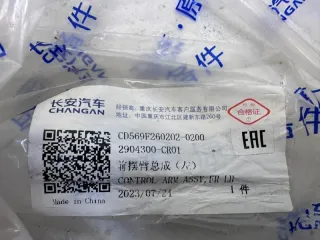 长安汽车
CHANGAN
经销商：重庆长安汽车客户服务有限公司
地址：中国重庆市江北区建新东路260号
合格证
CD569F260202-0200
2904300-CR01
EAC
前摆臂总成（左）
CONTROL ARM ASSY,FR LH
2023/07/24
1件
Made in China
件